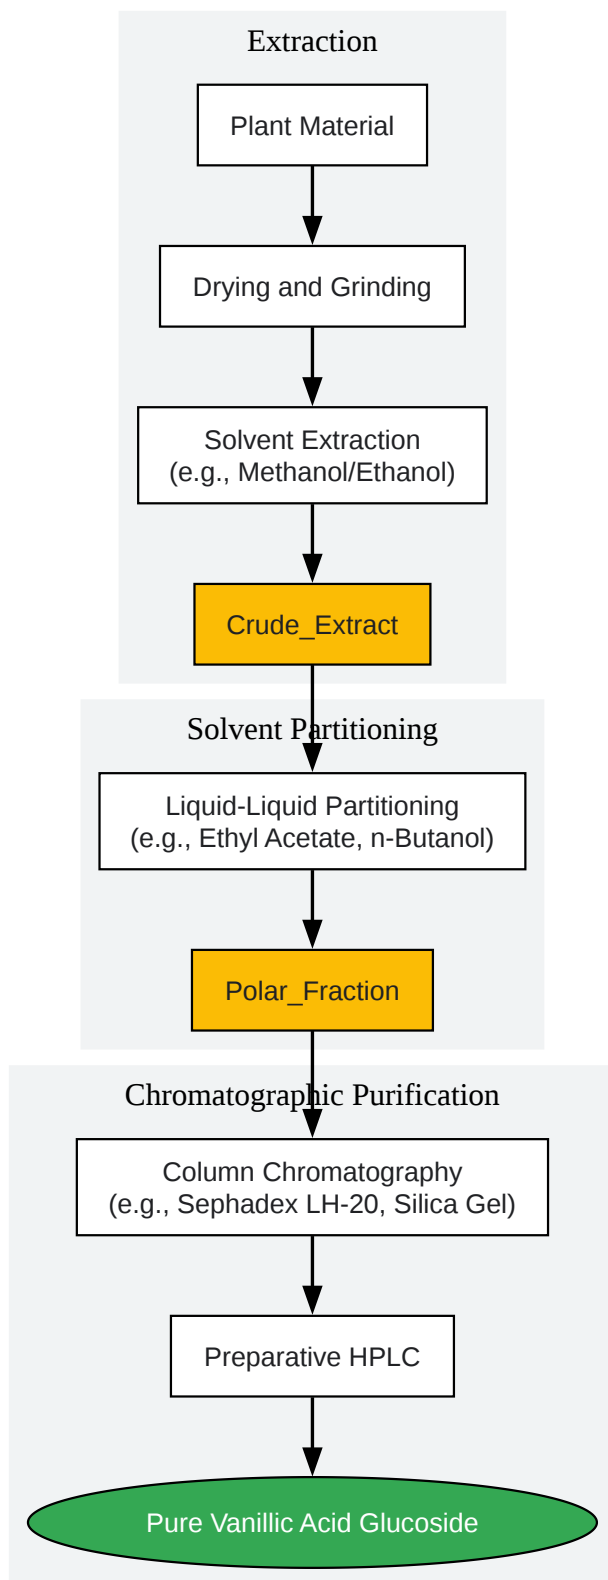 Extraction
Plant Material
Drying and Grinding
Solvent Extraction
(e.g., Methanol/Ethanol)
Crude_Extract
Solvent Partitioning
Liquid-Liquid Partitioning
(e.g., Ethyl Acetate, n-Butanol)
Polar_Fraction
Chromatographic Purification
Column Chromatography
(e.g., Sephadex LH-20, Silica Gel)
Preparative HPLC
Pure Vanillic Acid Glucoside